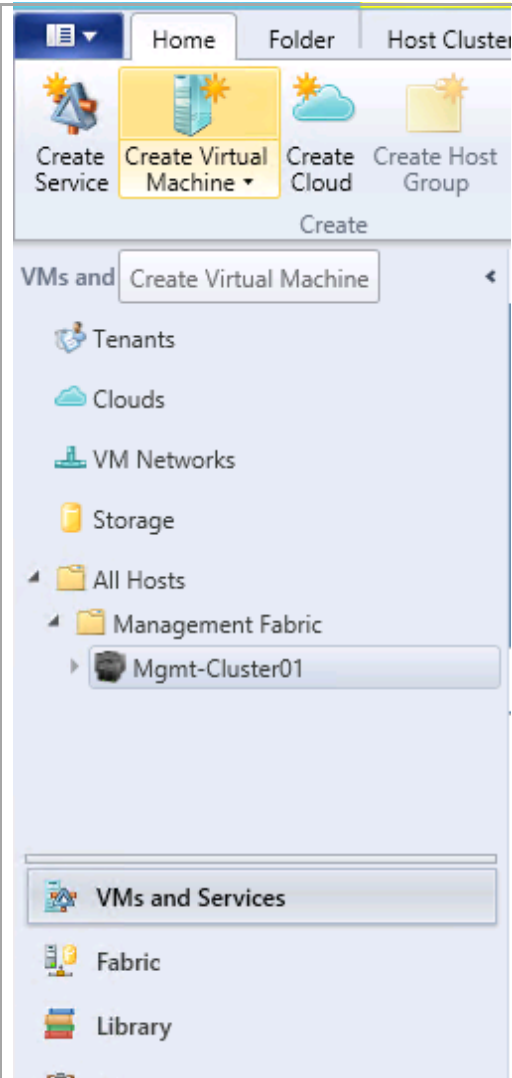 Home Folder Host Cluster
Create Service
Create Virtual Machine
Create Cloud
Create Host Group
Create
VMs and
Create Virtual Machine
Tenants
Clouds
VM Networks
Storage
All Hosts
Management Fabric
Mgmt-Cluster01
VMs and Services
Fabric
Library